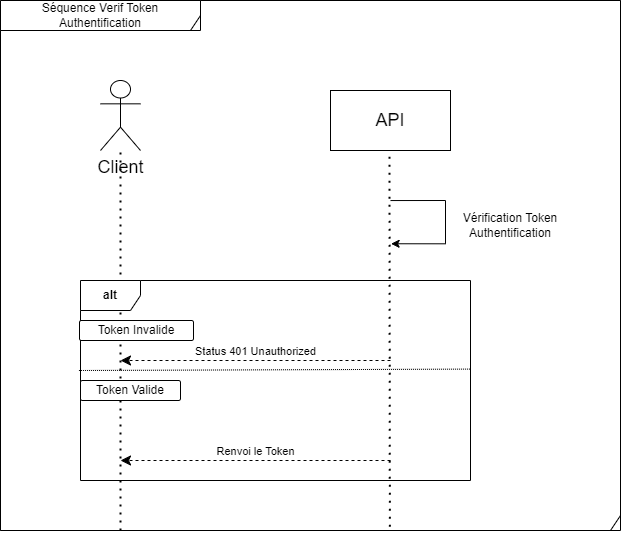 Séquence Verif Token
Authentification
Client
API
Vérification Token
Authentification
alt
Token Invalide
Status 401 Unauthorized
Token Valide
Renvoi le Token